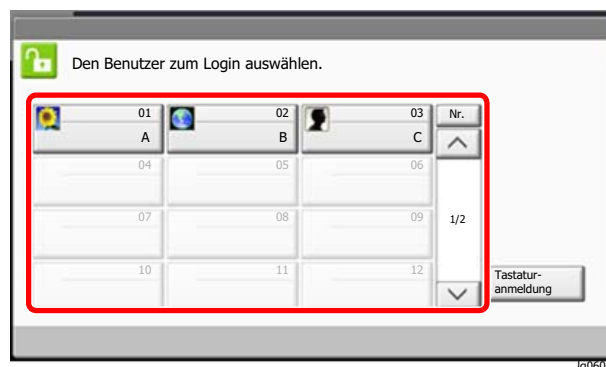 Den Benutzer zum Login auswählen.
01 02 03 Nr.
A B C
04 05 06
07 08 09 1/2
10 11 12
Tastatur-
anmeldung